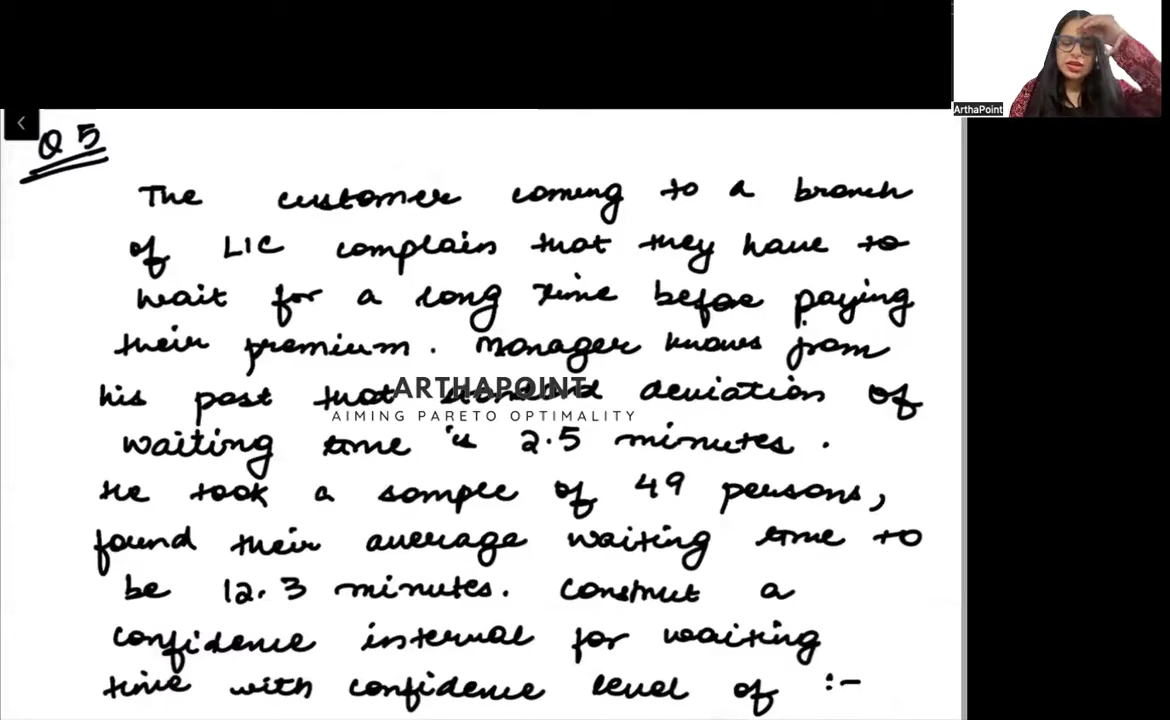 ArthaPoint
Q 5
The customer coming to a branch
of LIC complain that they have to
wait for a long time before paying
their premium. Manager knows from
his past that standard deviation of
ARTHAPOINT
AIMING PARETO OPTIMALITY
waiting time is 2.5 minutes.
He took a sample of 49 persons,
found their average waiting time to
be 12.3 minutes. Construct a
confidence interval for waiting
time with confidence level of :-